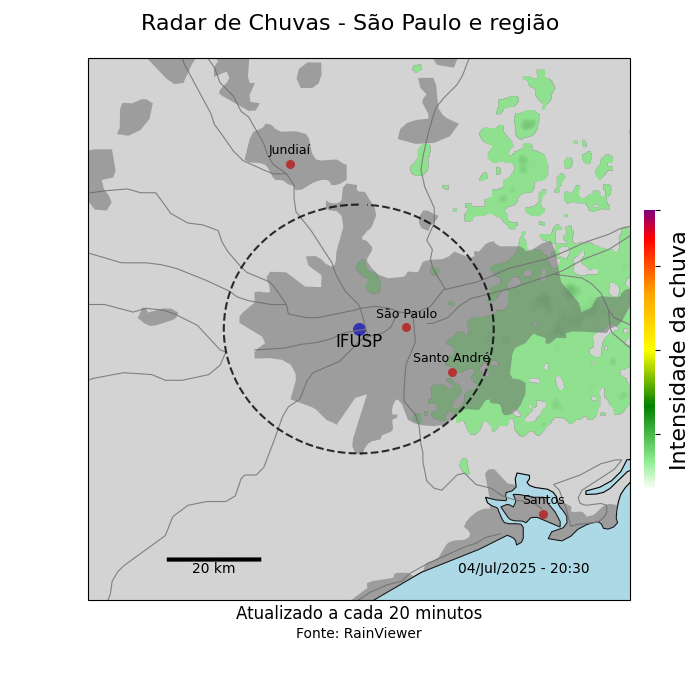 Radar de Chuvas - São Paulo e região
Jundiaí
São Paulo
IFUSP
Santo André
Santos
20 km
04/Jul/2025 - 20:30
Intensidade da chuva
Atualizado a cada 20 minutos
Fonte: RainViewer